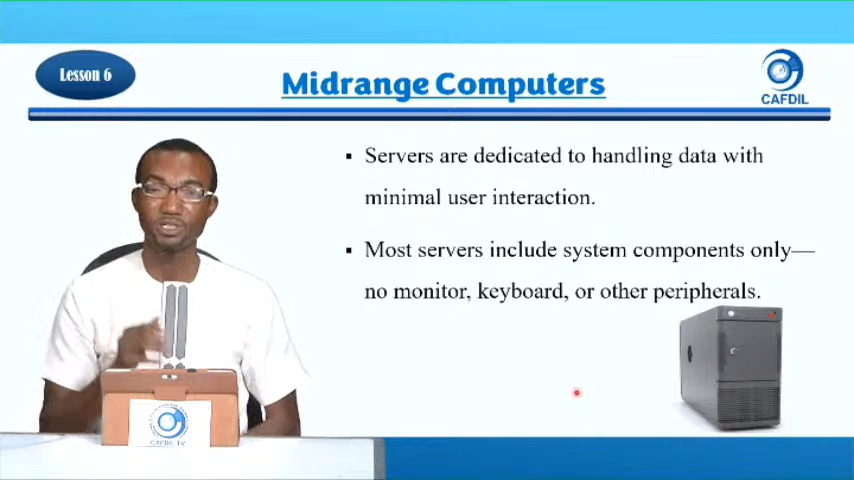 Lesson 6
Midrange Computers
CAFDIL
▪ Servers are dedicated to handling data with
minimal user interaction.
▪ Most servers include system components only—
no monitor, keyboard, or other peripherals.
CAFDIL TV